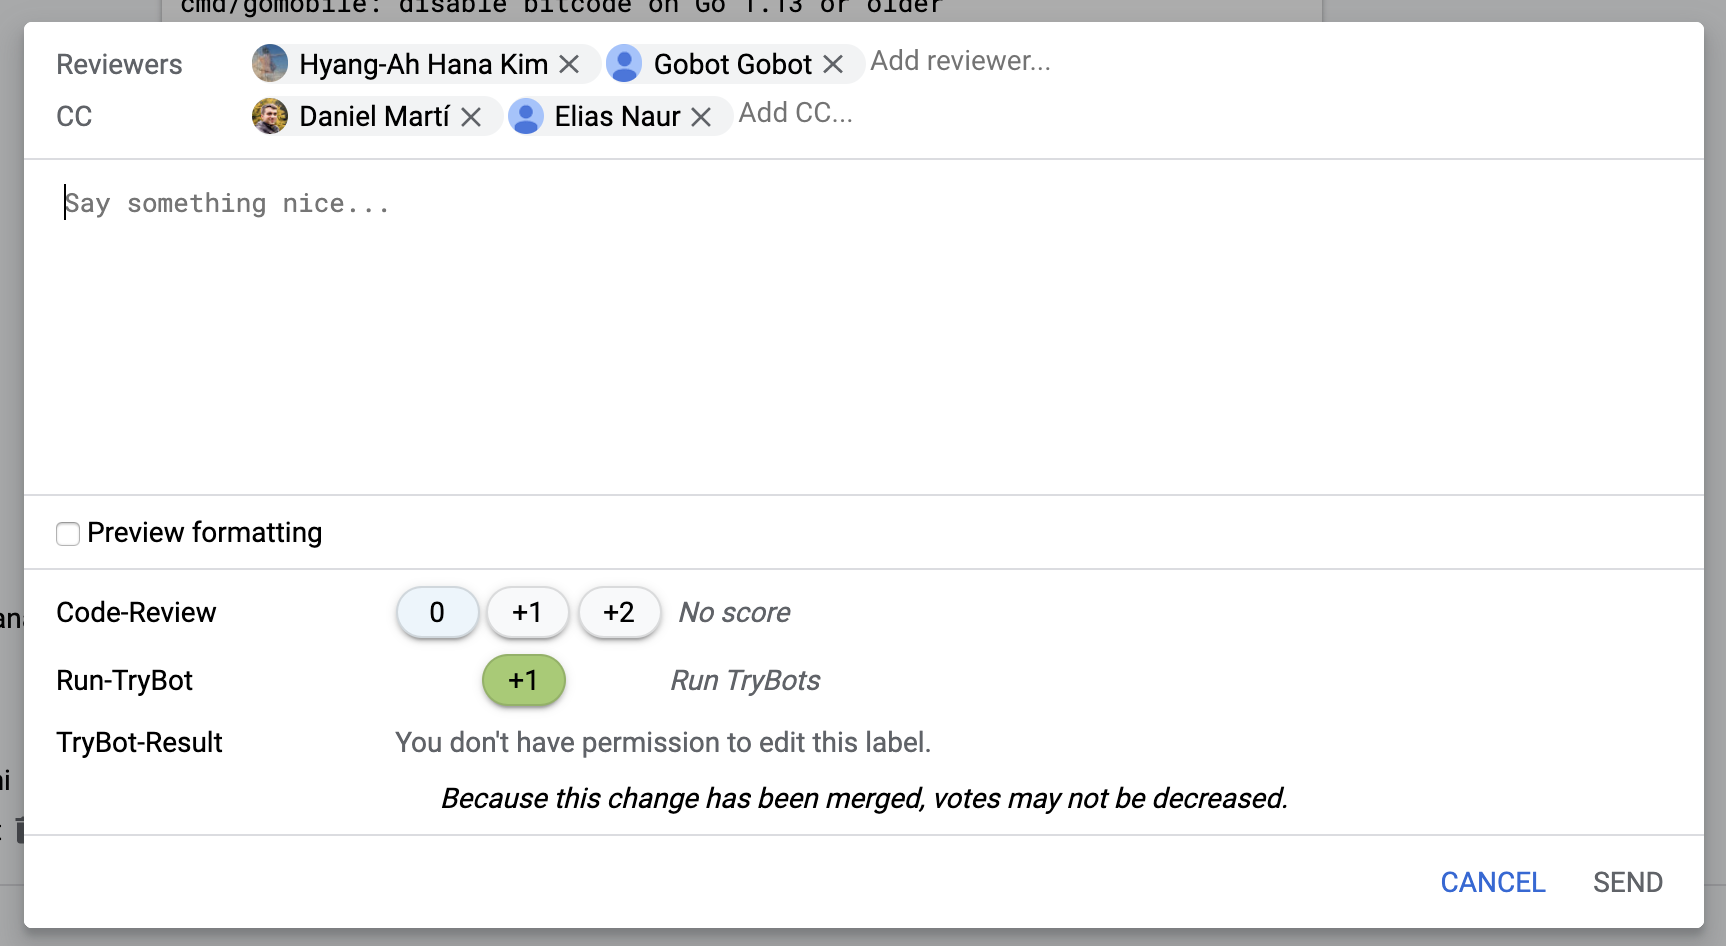 cmd/gomobile: disable bitcode on Go 1.13 or older
Reviewers Hyang-Ah Hana Kim Gobot Gobot Add reviewer...
CC Daniel Martí Elias Naur Add CC...
Say something nice...
Preview formatting
Code-Review 0 +1 +2 No score
Run-TryBot +1 Run TryBots
TryBot-Result You don't have permission to edit this label.
Because this change has been merged, votes may not be decreased.
CANCEL SEND